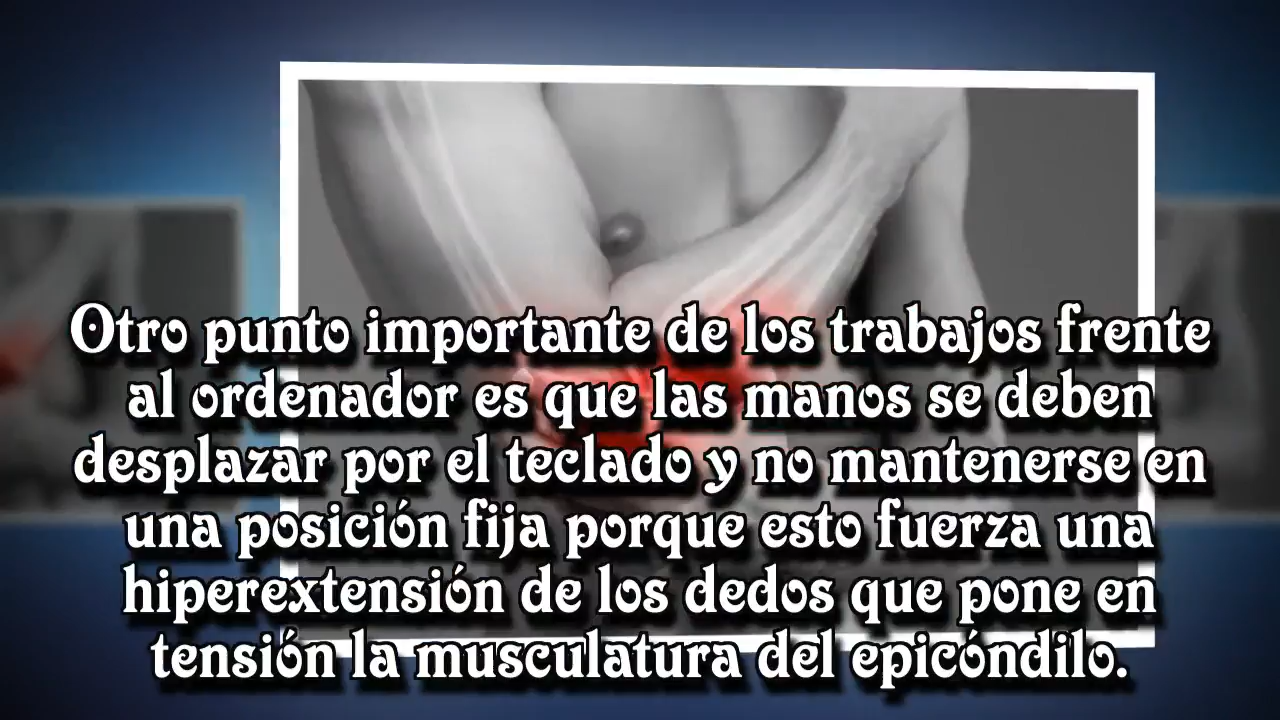 Otro punto importante de los trabajos frente
al ordenador es que las manos se deben
desplazar por el teclado y no mantenerse en
una posición fija porque esto fuerza una
hiperextensión de los dedos que pone en
tensión la musculatura del epicóndilo.